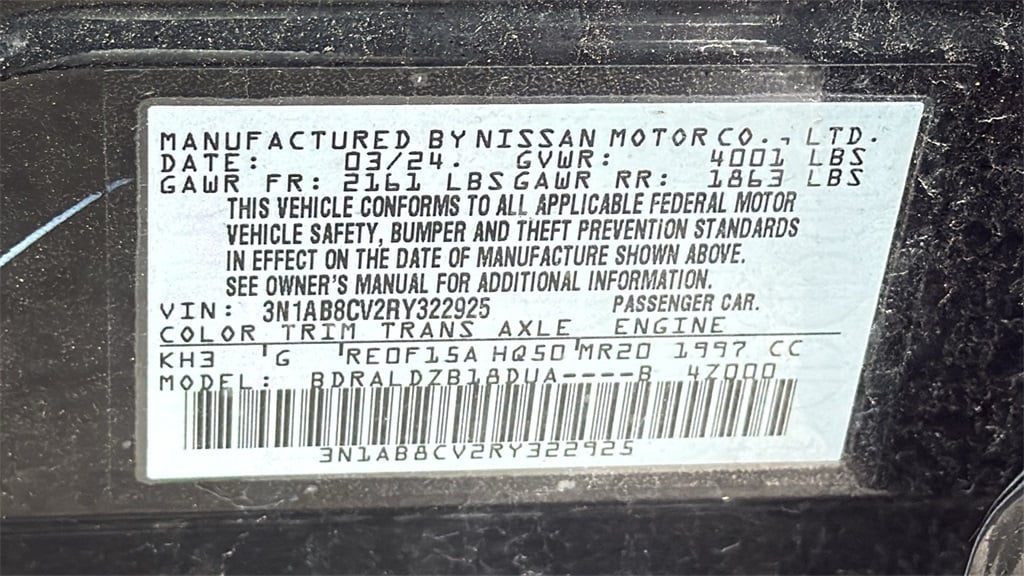 MANUFACTURED BY NISSAN MOTOR CO., LTD.
DATE: 03/24. GVWR: 4001 LBS
GAWR FR: 2161 LBS GAWR RR: 1863 LBS
THIS VEHICLE CONFORMS TO ALL APPLICABLE FEDERAL MOTOR
VEHICLE SAFETY, BUMPER AND THEFT PREVENTION STANDARDS
IN EFFECT ON THE DATE OF MANUFACTURE SHOWN ABOVE.
SEE OWNER'S MANUAL FOR ADDITIONAL INFORMATION.
VIN: 3N1AB8CV2RY322925 PASSENGER CAR.
COLOR TRIM TRANS AXLE ENGINE
KH3 G RE0F15A HQ50 MR20 1997 CC
MODEL: BDRALDZB18DUA----B 47000
3N1AB8CV2RY322925